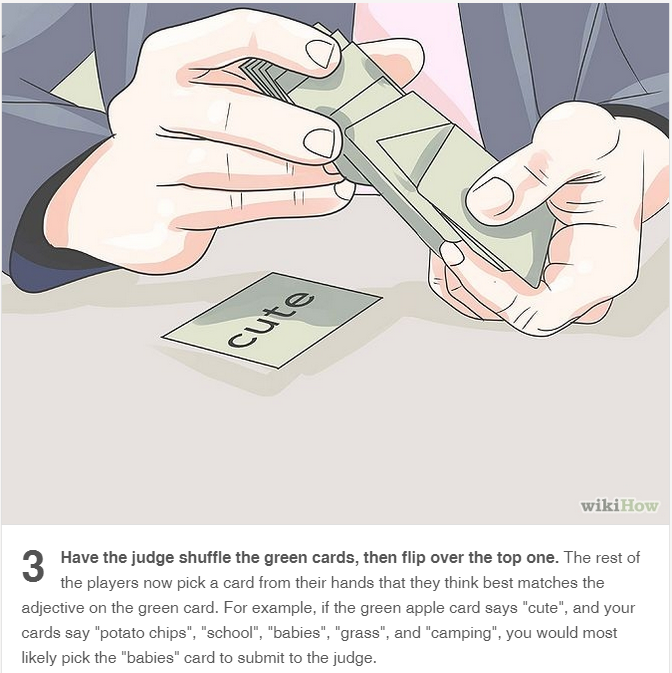 cute
wikiHow
3 Have the judge shuffle the green cards, then flip over the top one. The rest of
the players now pick a card from their hands that they think best matches the
adjective on the green card. For example, if the green apple card says "cute", and your
cards say "potato chips", "school", "babies", "grass", and "camping", you would most
likely pick the "babies" card to submit to the judge.